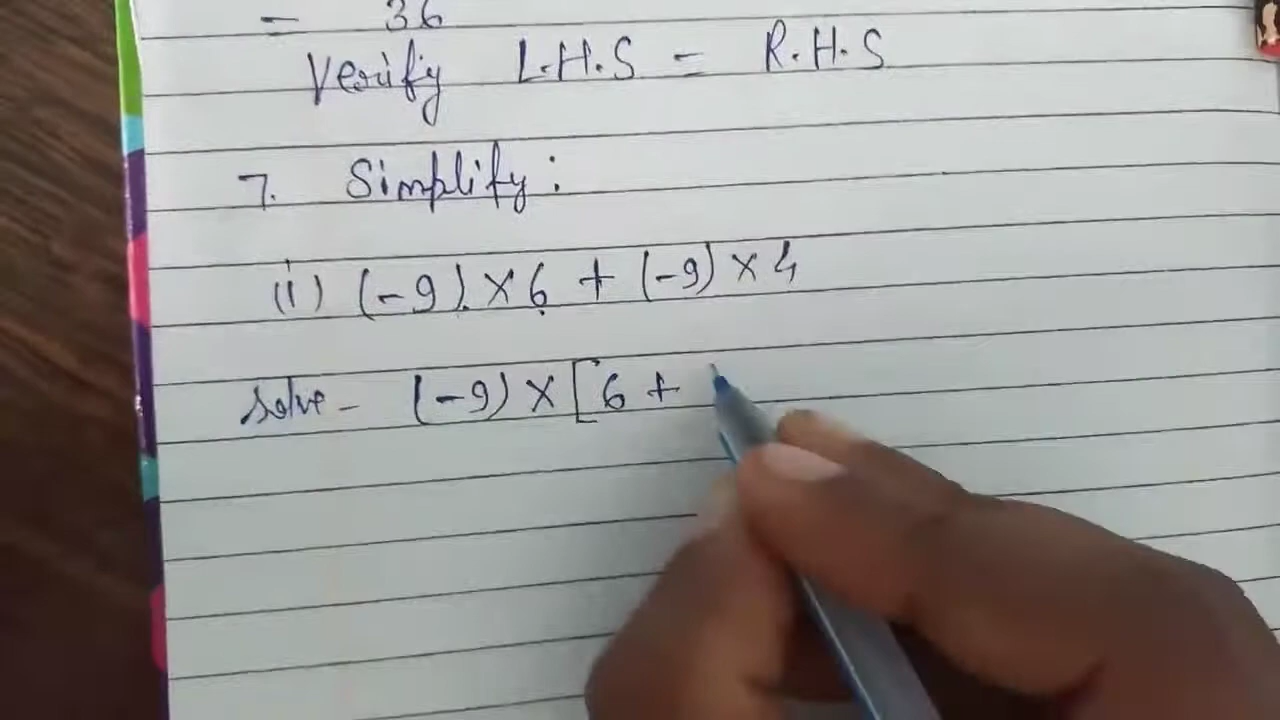 = 36
Verify L.H.S = R.H.S
7. Simplify:
(i) (-9) × 6 + (-9) × 4
Solve - (-9) × [6 +